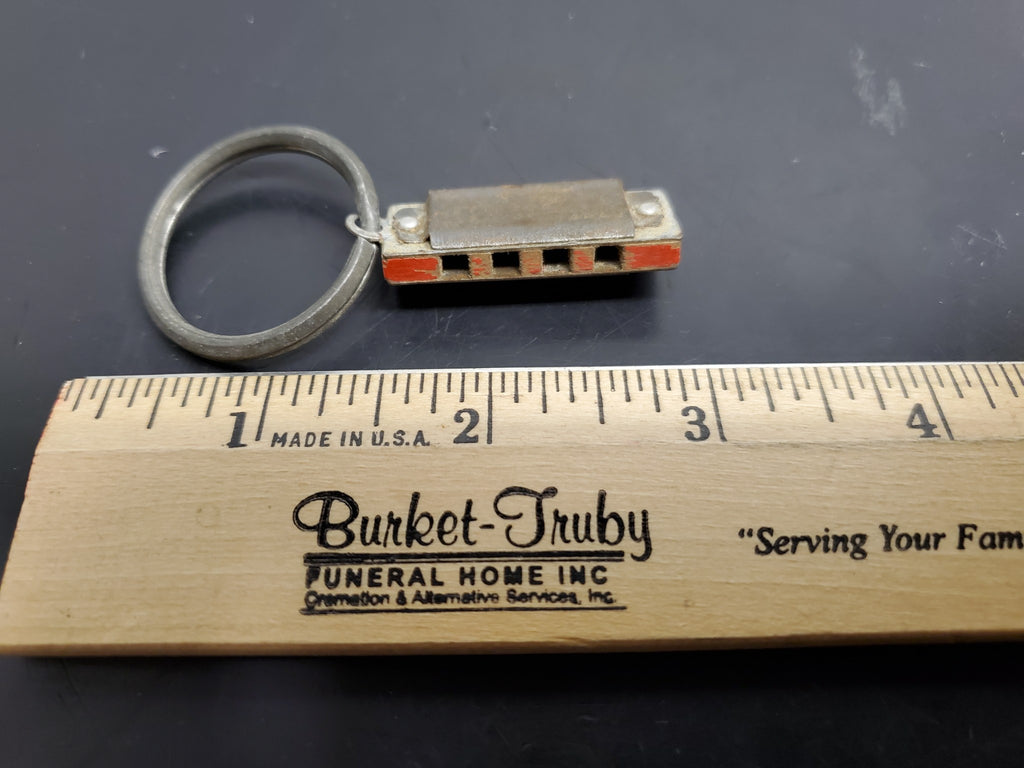 1 MADE IN U.S.A. 2 3 4
Burket-Truby
FUNERAL HOME INC
Cremation & Alternative Services, Inc.
"Serving Your Fam